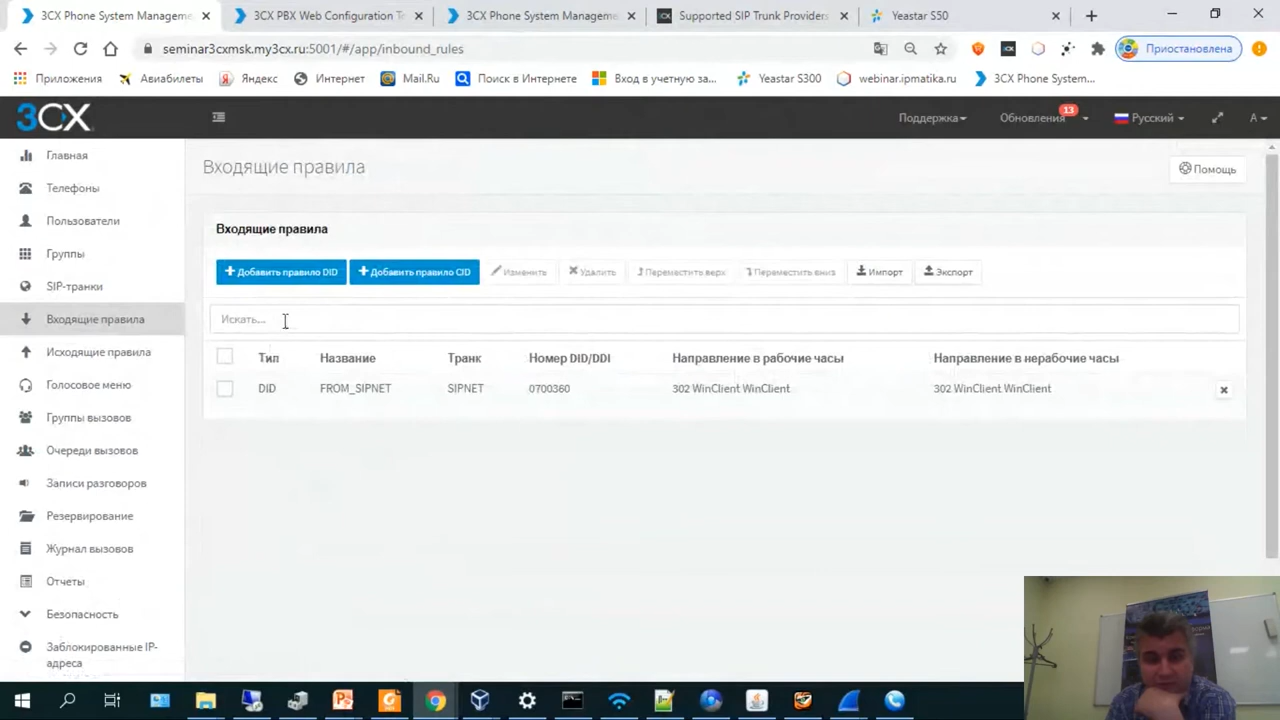 3CX Phone System Manageme
3CX PBX Web Configuration T
3CX Phone System Manageme
Supported SIP Trunk Providers
Yeastar S50
seminar3cxmsk.my3cx.ru:5001/#/app/inbound_rules
Приостановлена
Приложения
Авиабилеты
Яндекс
Интернет
Mail.Ru
Поиск в Интернете
Вход в учетную за...
Yeastar S300
webinar.ipmatika.ru
3CX Phone System...
3CX
Поддержка
Обновления
13
Русский
A
Главная
Телефоны
Пользователи
Группы
SIP-транки
Входящие правила
Исходящие правила
Голосовое меню
Группы вызовов
Очереди вызовов
Записи разговоров
Резервирование
Журнал вызовов
Отчеты
Безопасность
Заблокированные IP-
адреса
Входящие правила
Помощь
Входящие правила
+ Добавить правило DID
+ Добавить правило CID
Изменить
Удалить
Переместить верх
Переместить вниз
Импорт
Экспорт
Искать...
Тип Название Транк Номер DID/DDI Направление в рабочие часы Направление в нерабочие часы
DID FROM_SIPNET SIPNET 0700360 302 WinClient WinClient 302 WinClient WinClient